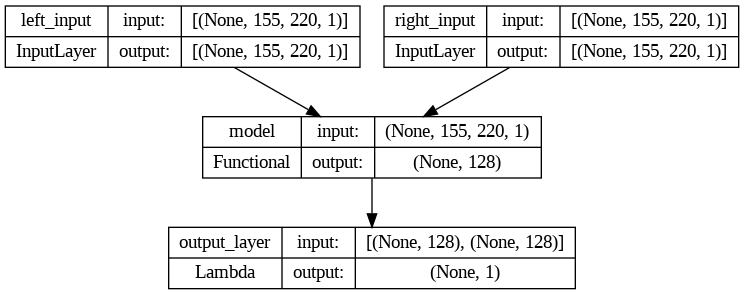 left_input input: [(None, 155, 220, 1)]
InputLayer output: [(None, 155, 220, 1)]
right_input input: [(None, 155, 220, 1)]
InputLayer output: [(None, 155, 220, 1)]
model input: (None, 155, 220, 1)
Functional output: (None, 128)
output_layer input: [(None, 128), (None, 128)]
Lambda output: (None, 1)